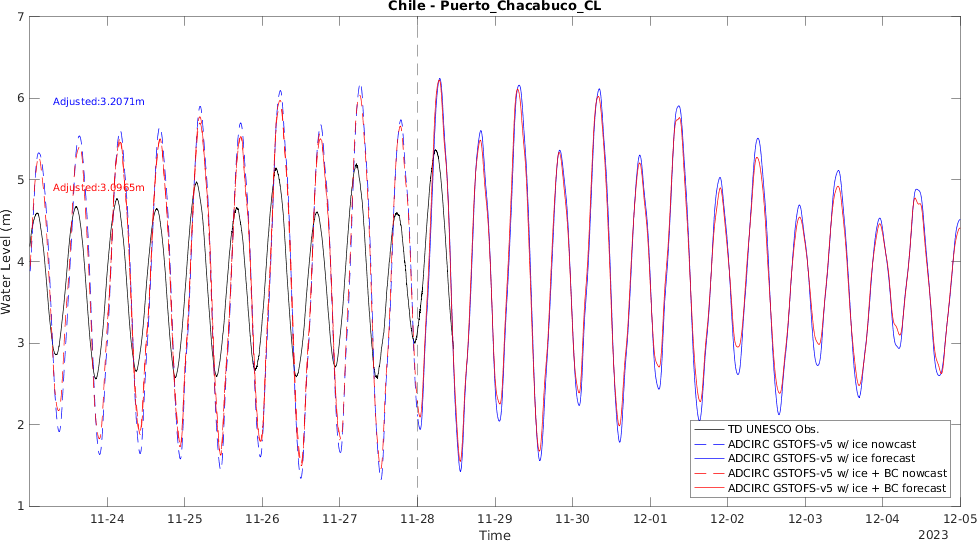 Chile - Puerto_Chacabuco_CL
7
6
5
4
3
2
1
Water Level (m)
Adjusted:3.2071m
Adjusted:3.0965m
TD UNESCO Obs.
ADCIRC GSTOFS-v5 w/ ice nowcast
ADCIRC GSTOFS-v5 w/ ice forecast
ADCIRC GSTOFS-v5 w/ ice + BC nowcast
ADCIRC GSTOFS-v5 w/ ice + BC forecast
11-24 11-25 11-26 11-27 11-28 11-29 11-30 12-01 12-02 12-03 12-04 12-05
Time
2023